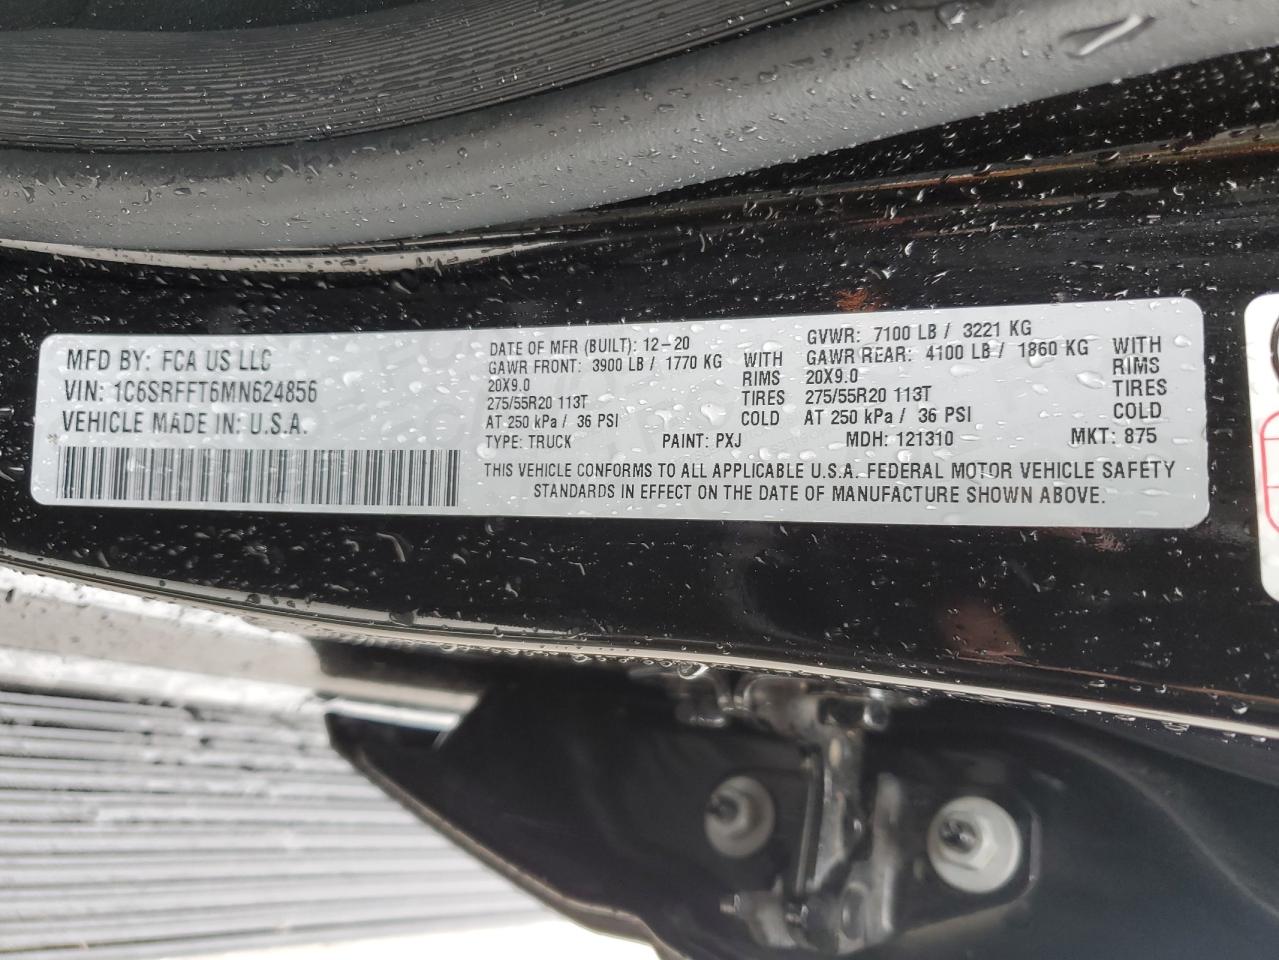 MFD BY: FCA US LLC
VIN: 1C6SRFFT6MN624856
VEHICLE MADE IN: U.S.A.
DATE OF MFR (BUILT): 12-20
GAWR FRONT: 3900 LB / 1770 KG WITH
20X9.0 RIMS
275/55R20 113T TIRES
AT 250 kPa / 36 PSI COLD
GVWR: 7100 LB / 3221 KG
GAWR REAR: 4100 LB / 1860 KG WITH
20X9.0 RIMS
275/55R20 113T TIRES
AT 250 kPa / 36 PSI COLD
TYPE: TRUCK PAINT: PXJ MDH: 121310 MKT: 875
THIS VEHICLE CONFORMS TO ALL APPLICABLE U.S.A. FEDERAL MOTOR VEHICLE SAFETY
STANDARDS IN EFFECT ON THE DATE OF MANUFACTURE SHOWN ABOVE.